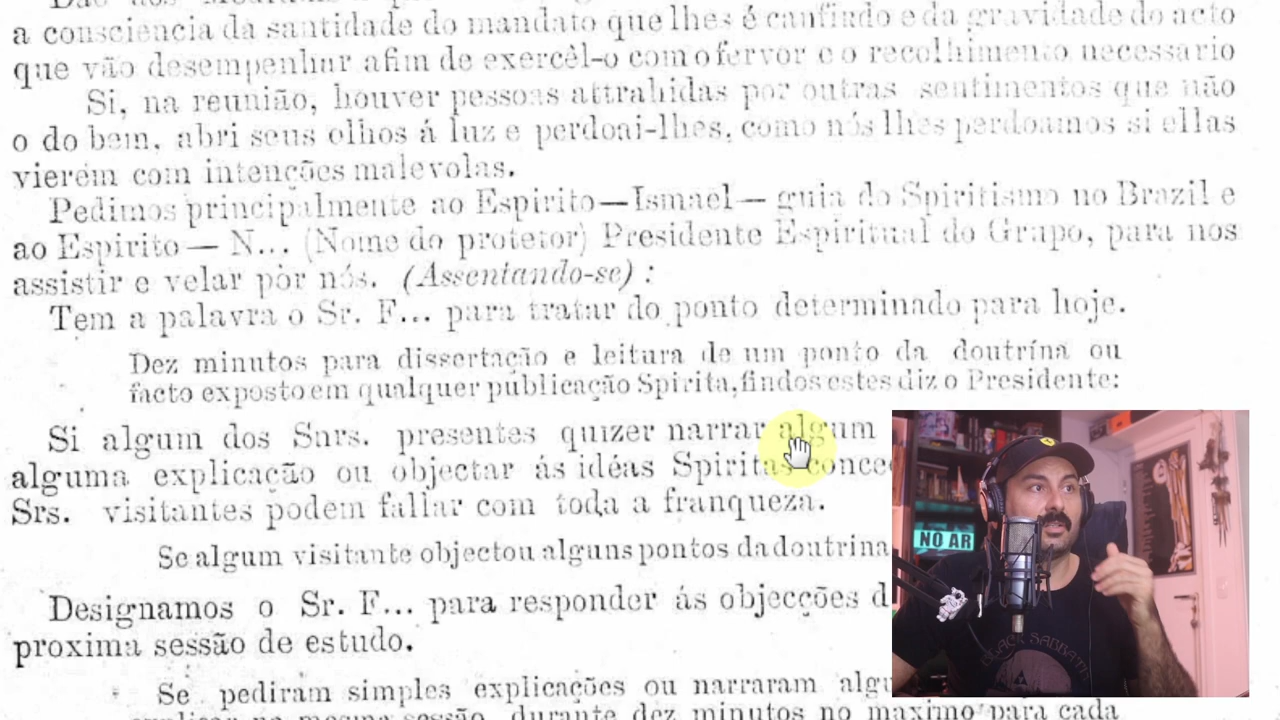 a consciencia da santidade do mandato que lhes é confiado e da gravidade do acto
que vão desempenhar afim de exercêl-o com o fervor e o recolhimento necessario
Si, na reunião, houver pessoas attrahidas por outras sentimentos que não
o do bem, abri seus olhos á luz e perdoai-lhes, como nós lhes perdoamos si ellas
vierem com intenções malevolas.
Pedimos principalmente ao Espirito—Ismael— guia do Spiritismo no Brazil e
ao Espirito — N... (Nome do protetor) Presidente Espiritual do Grapo, para nos
assistir e velar por nós. (Assentando-se) :
Tem a palavra o Sr. F... para tratar do ponto determinado para hoje.
Dez minutos para dissertação e leitura de um ponto da doutrina ou
facto exposto em qualquer publicação Spirita, findos estes diz o Presidente:
Si algum dos Snrs. presentes quizer narrar algum
alguma explicação ou objectar ás idéas Spiritas
Srs. visitantes podem fallar com toda a franqueza.
Se algum visitante objectou alguns pontos da doutrina
Designamos o Sr. F... para responder ás objecções
proxima sessão de estudo.
Se pediram simples explicações ou narraram
na mesma sessão, durante dez minutos no maximo para cada
NO AR
BLACK SABBATH